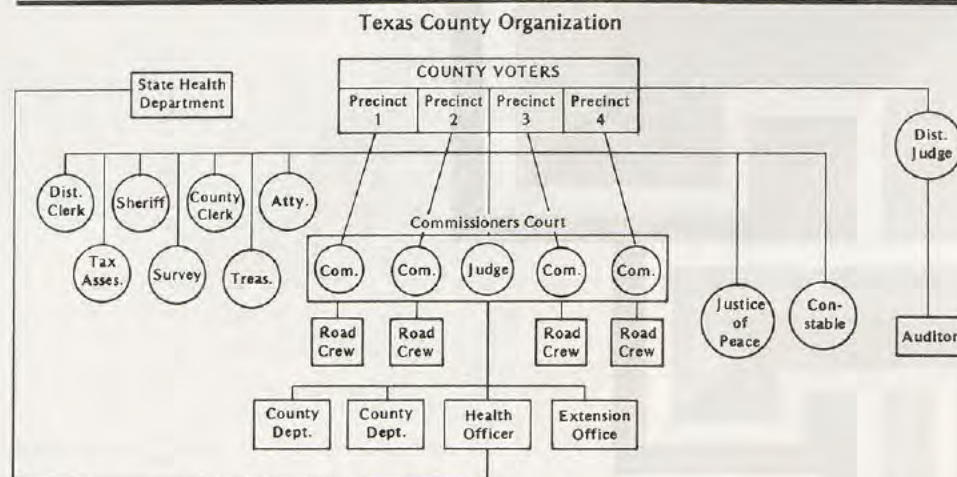 Texas County Organization
COUNTY VOTERS
State Health
Department
Precinct
1
Precinct
2
Precinct
3
Precinct
4
Dist.
Judge
Dist.
Clerk
Sheriff
County
Clerk
Atty.
Tax
Asses.
Survey
Treas.
Commissioners Court
Com.
Com.
Judge
Com.
Com.
Justice
of
Peace
Con-
stable
Auditor
Road
Crew
Road
Crew
Road
Crew
Road
Crew
County
Dept.
County
Dept.
Health
Officer
Extension
Office